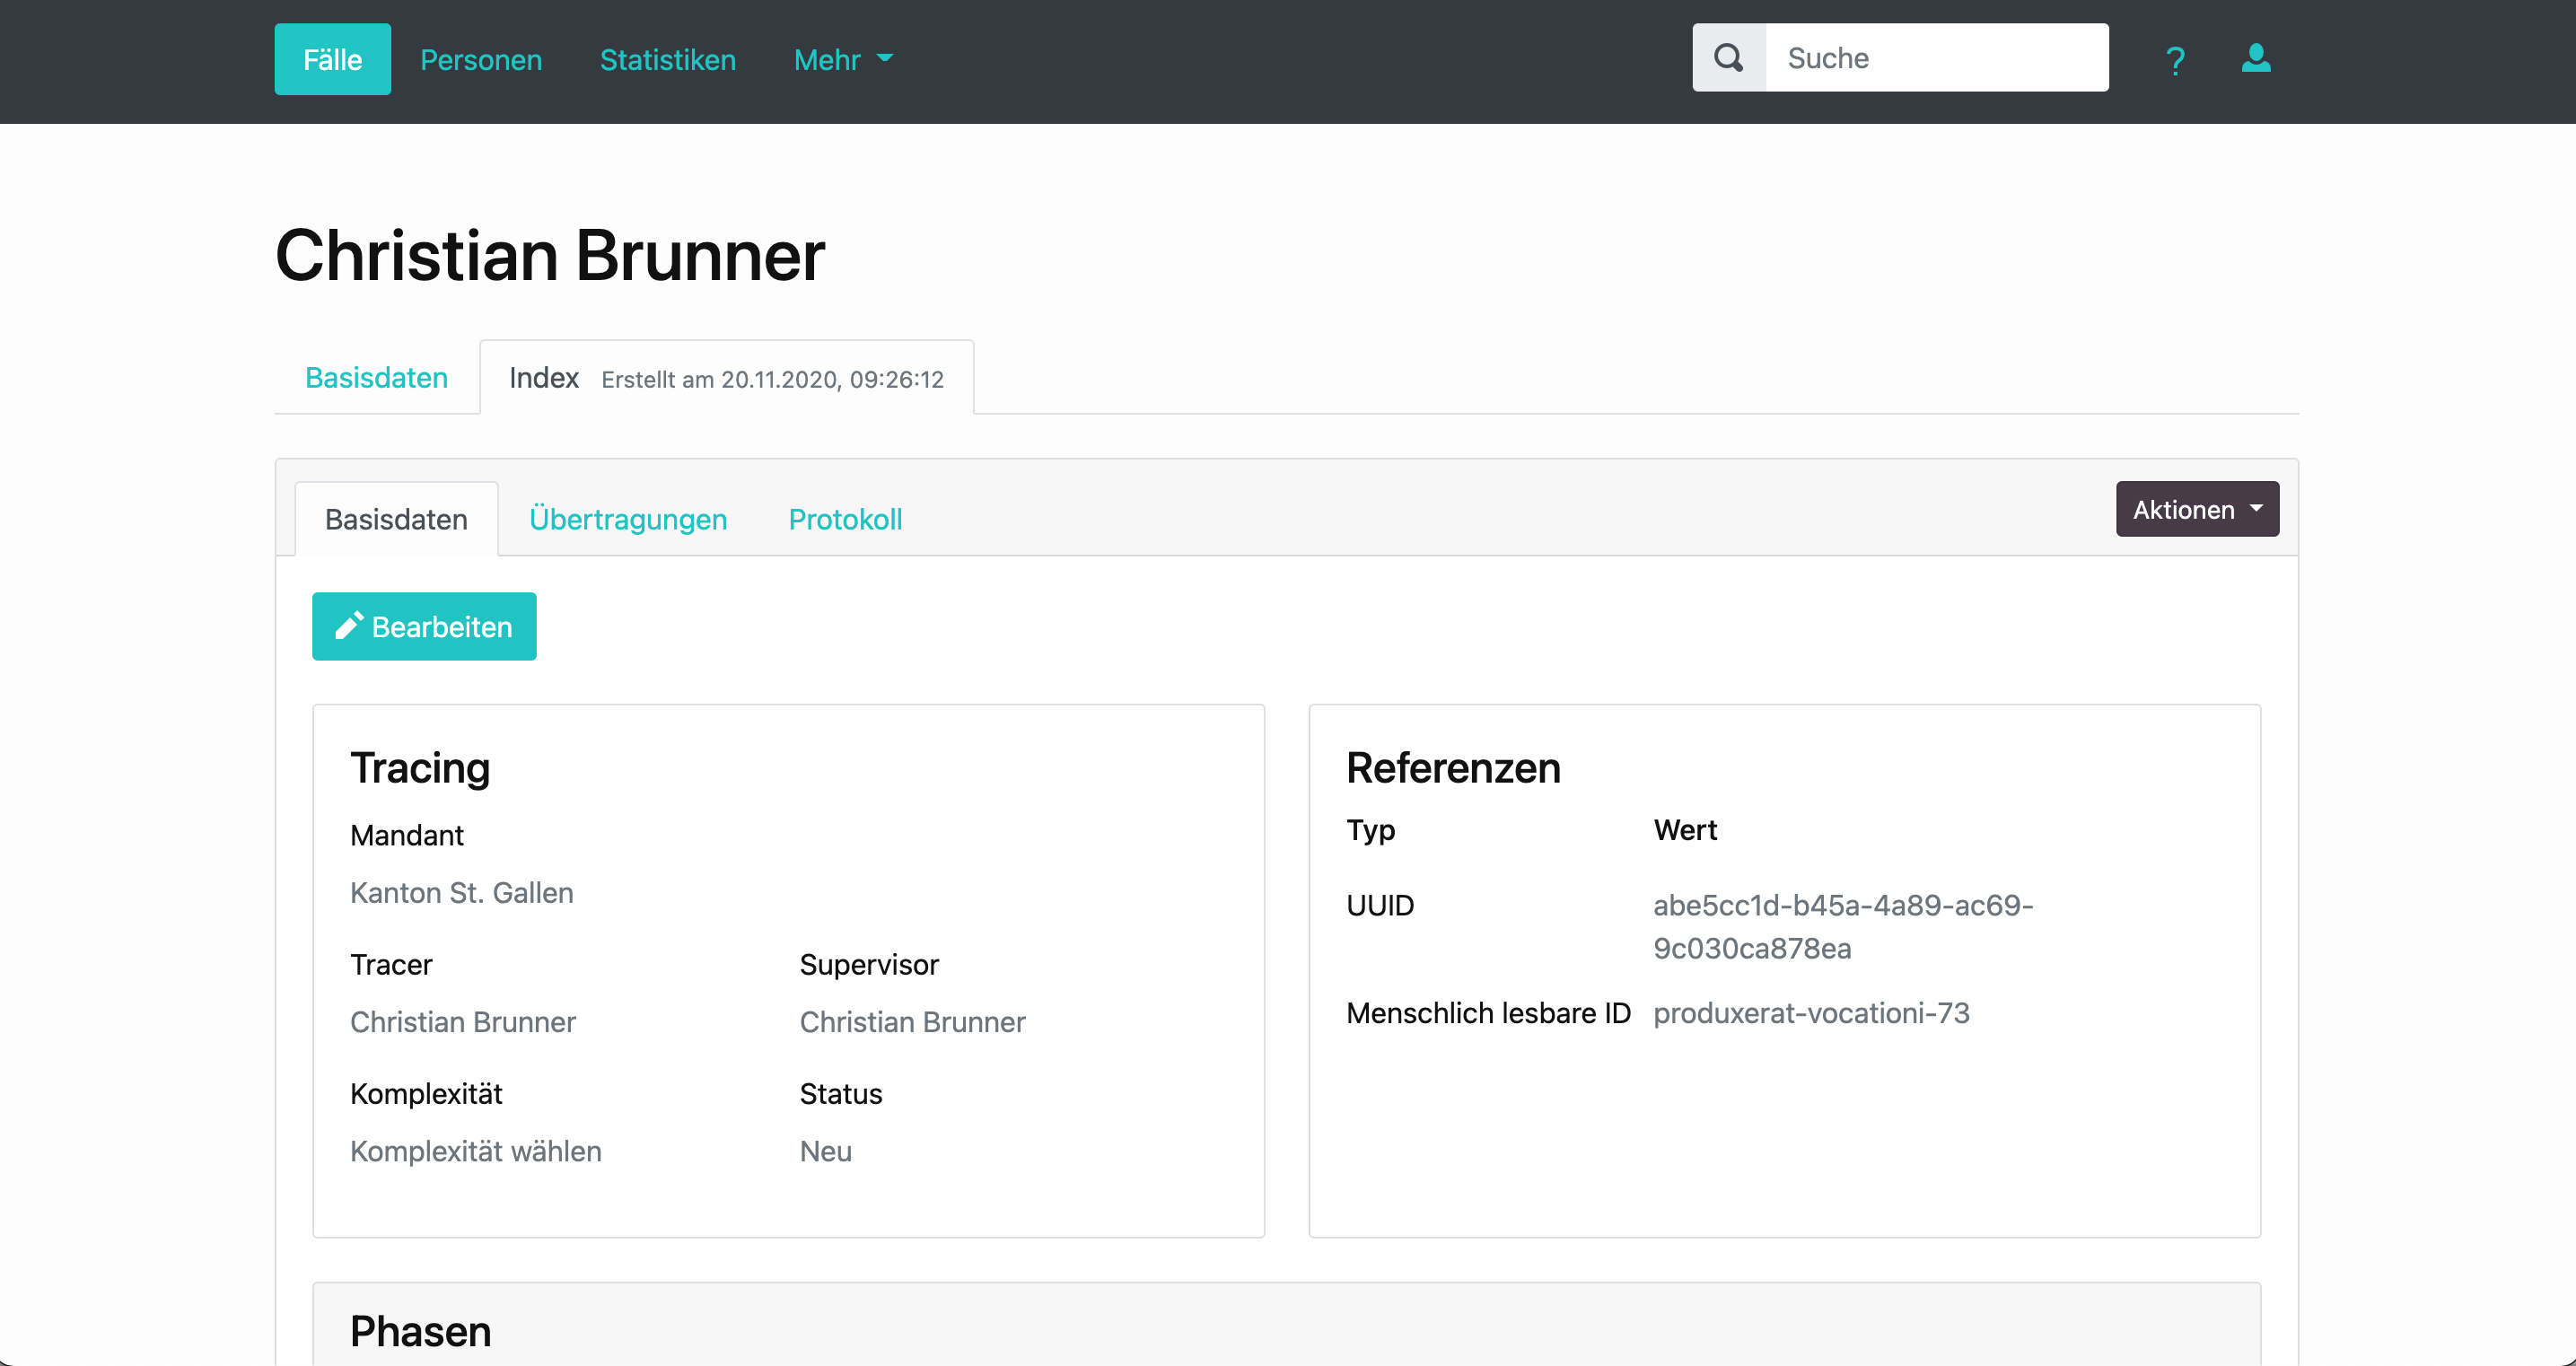 Fälle Personen Statistiken Mehr Suche ?
Christian Brunner
Basisdaten Index Erstellt am 20.11.2020, 09:26:12
Basisdaten Übertragungen Protokoll Aktionen
Bearbeiten
Tracing
Mandant
Kanton St. Gallen
Tracer Supervisor
Christian Brunner Christian Brunner
Komplexität Status
Komplexität wählen Neu
Referenzen
Typ Wert
UUID abe5cc1d-b45a-4a89-ac69-
9c030ca878ea
Menschlich lesbare ID produxerat-vocationi-73
Phasen